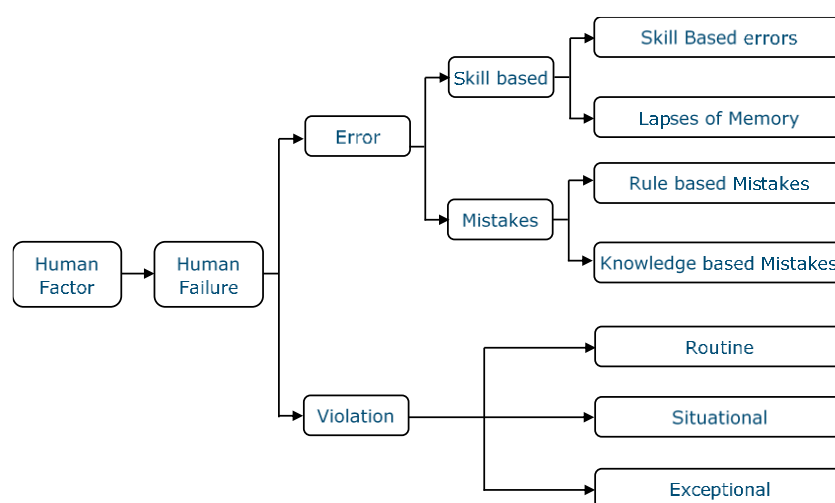 Skill Based errors
Skill based
Lapses of Memory
Error
Rule based Mistakes
Mistakes
Knowledge based Mistakes
Human
Factor
Human
Failure
Routine
Violation
Situational
Exceptional